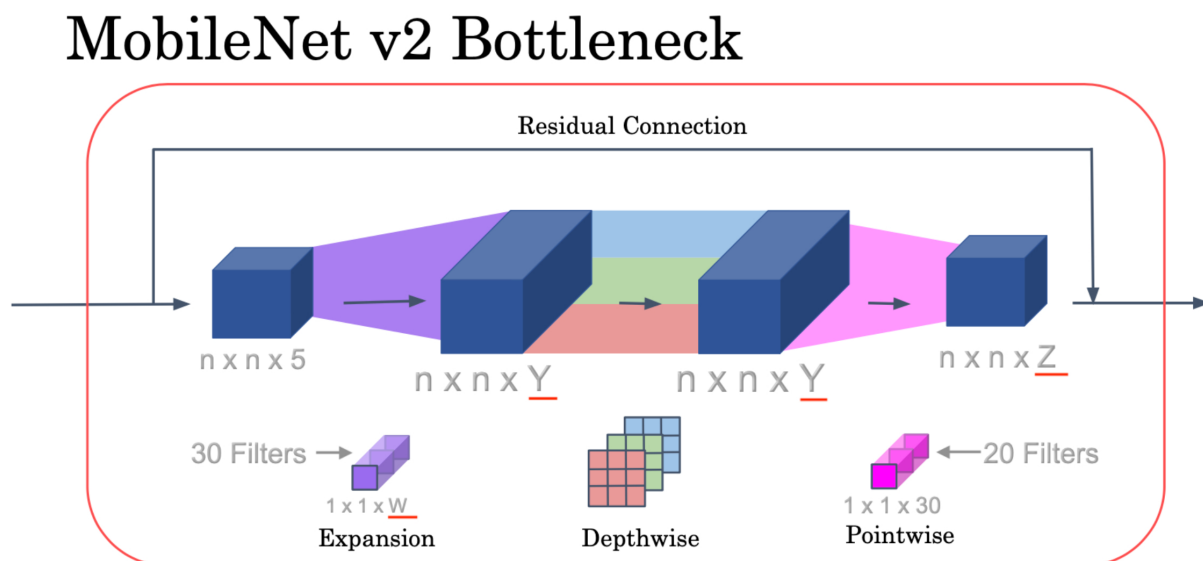 MobileNet v2 Bottleneck
Residual Connection
n x n x 5
n x n x Y
n x n x Y
n x n x Z
30 Filters
20 Filters
1 x 1 x W
1 x 1 x 30
Expansion
Depthwise
Pointwise